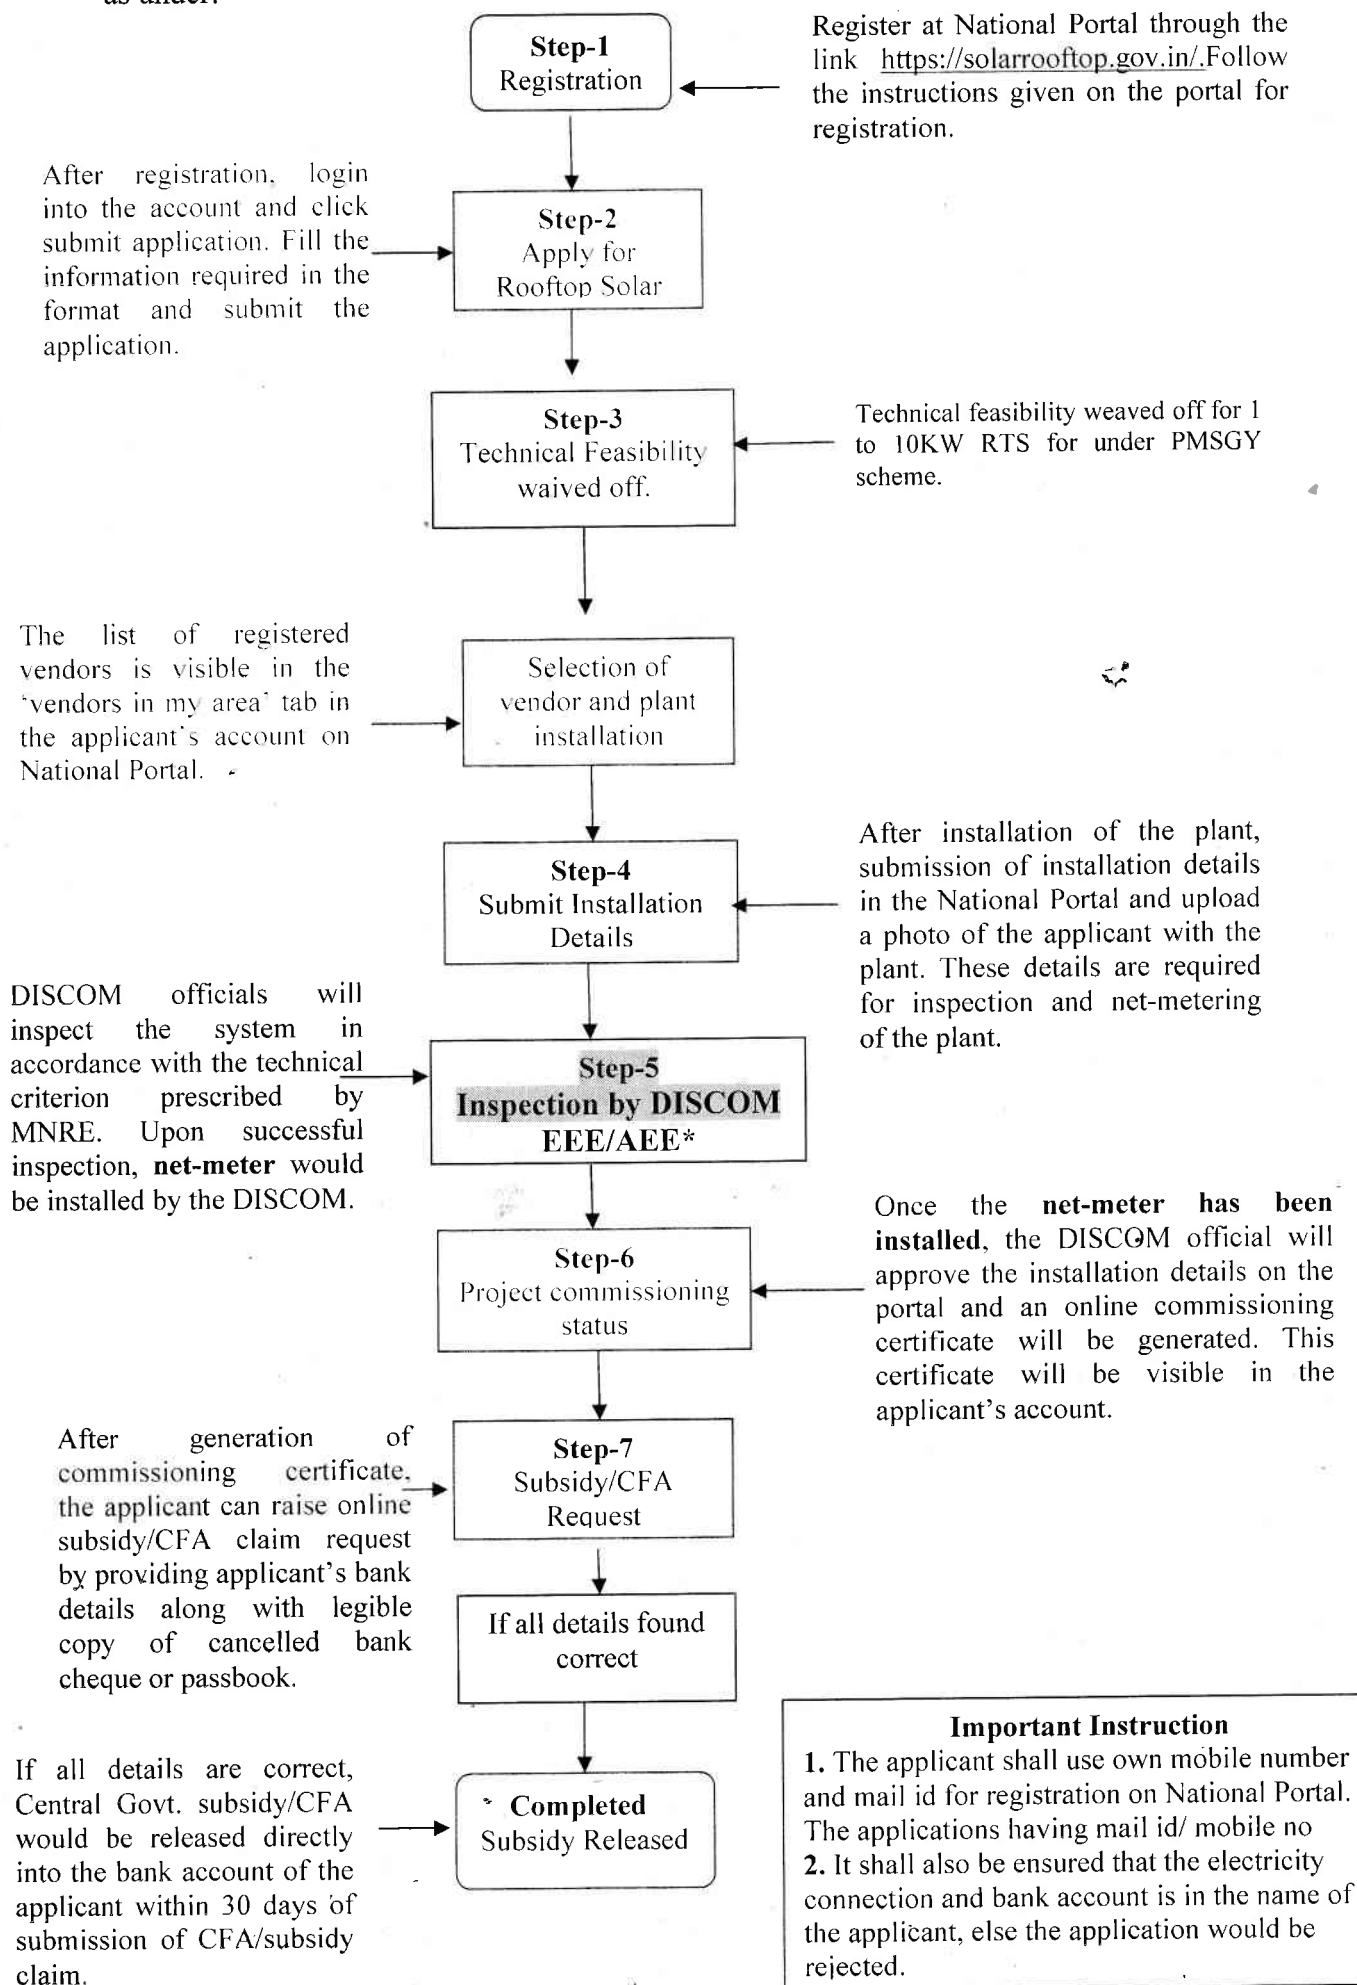 as under.
Step-1
Registration
Register at National Portal through the
link https://solarrooftop.gov.in/.Follow
the instructions given on the portal for
registration.
After registration, login
into the account and click
submit application. Fill the
information required in the
format and submit the
application.
Step-2
Apply for
Rooftop Solar
Step-3
Technical Feasibility
waived off.
Technical feasibility weaved off for 1
to 10KW RTS for under PMSGY
scheme.
The list of registered
vendors is visible in the
'vendors in my area' tab in
the applicant's account on
National Portal.
Selection of
vendor and plant
installation
Step-4
Submit Installation
Details
After installation of the plant,
submission of installation details
in the National Portal and upload
a photo of the applicant with the
plant. These details are required
for inspection and net-metering
of the plant.
DISCOM officials will
inspect the system in
accordance with the technical
criterion prescribed by
MNRE. Upon successful
inspection, net-meter would
be installed by the DISCOM.
Step-5
Inspection by DISCOM
EEE/AEE*
Step-6
Project commissioning
status
Once the net-meter has been
installed, the DISCOM official will
approve the installation details on the
portal and an online commissioning
certificate will be generated. This
certificate will be visible in the
applicant's account.
After generation of
commissioning certificate,
the applicant can raise online
subsidy/CFA claim request
by providing applicant's bank
details along with legible
copy of cancelled bank
cheque or passbook.
Step-7
Subsidy/CFA
Request
If all details found
correct
If all details are correct,
Central Govt. subsidy/CFA
would be released directly
into the bank account of the
applicant within 30 days of
submission of CFA/subsidy
claim.
Completed
Subsidy Released
Important Instruction
1. The applicant shall use own mobile number
and mail id for registration on National Portal.
The applications having mail id/ mobile no
2. It shall also be ensured that the electricity
connection and bank account is in the name of
the applicant, else the application would be
rejected.